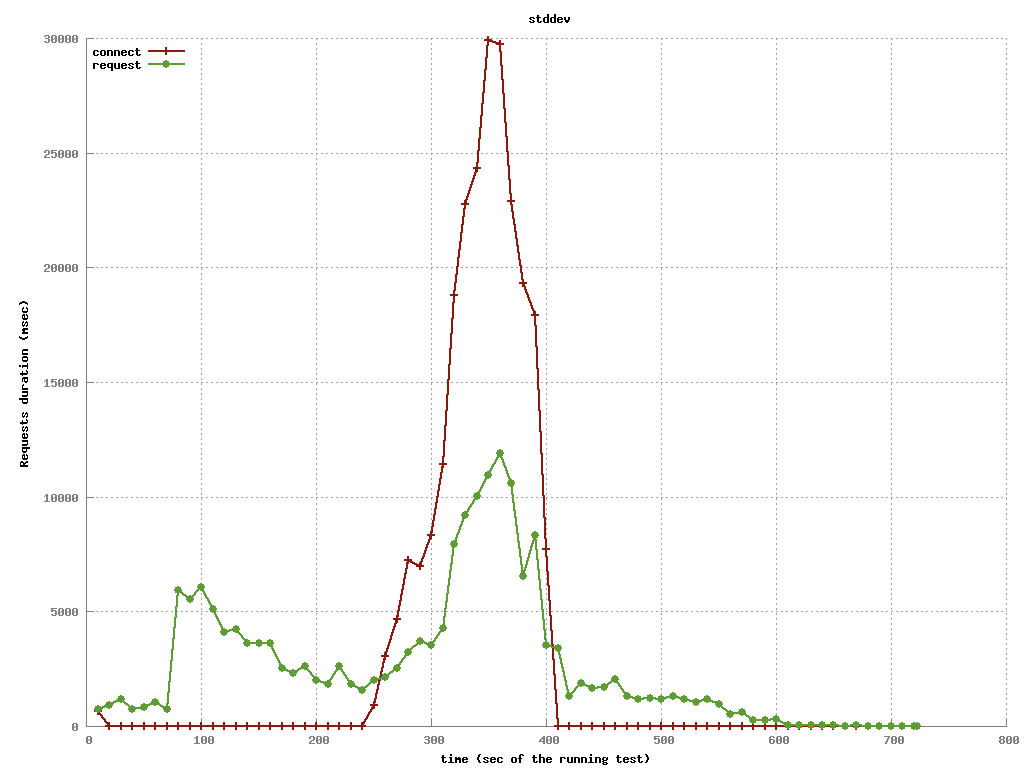 stddev
connect
request
30000
25000
20000
15000
10000
5000
0
Requests duration (msec)
0 100 200 300 400 500 600 700 800
time (sec of the running test)